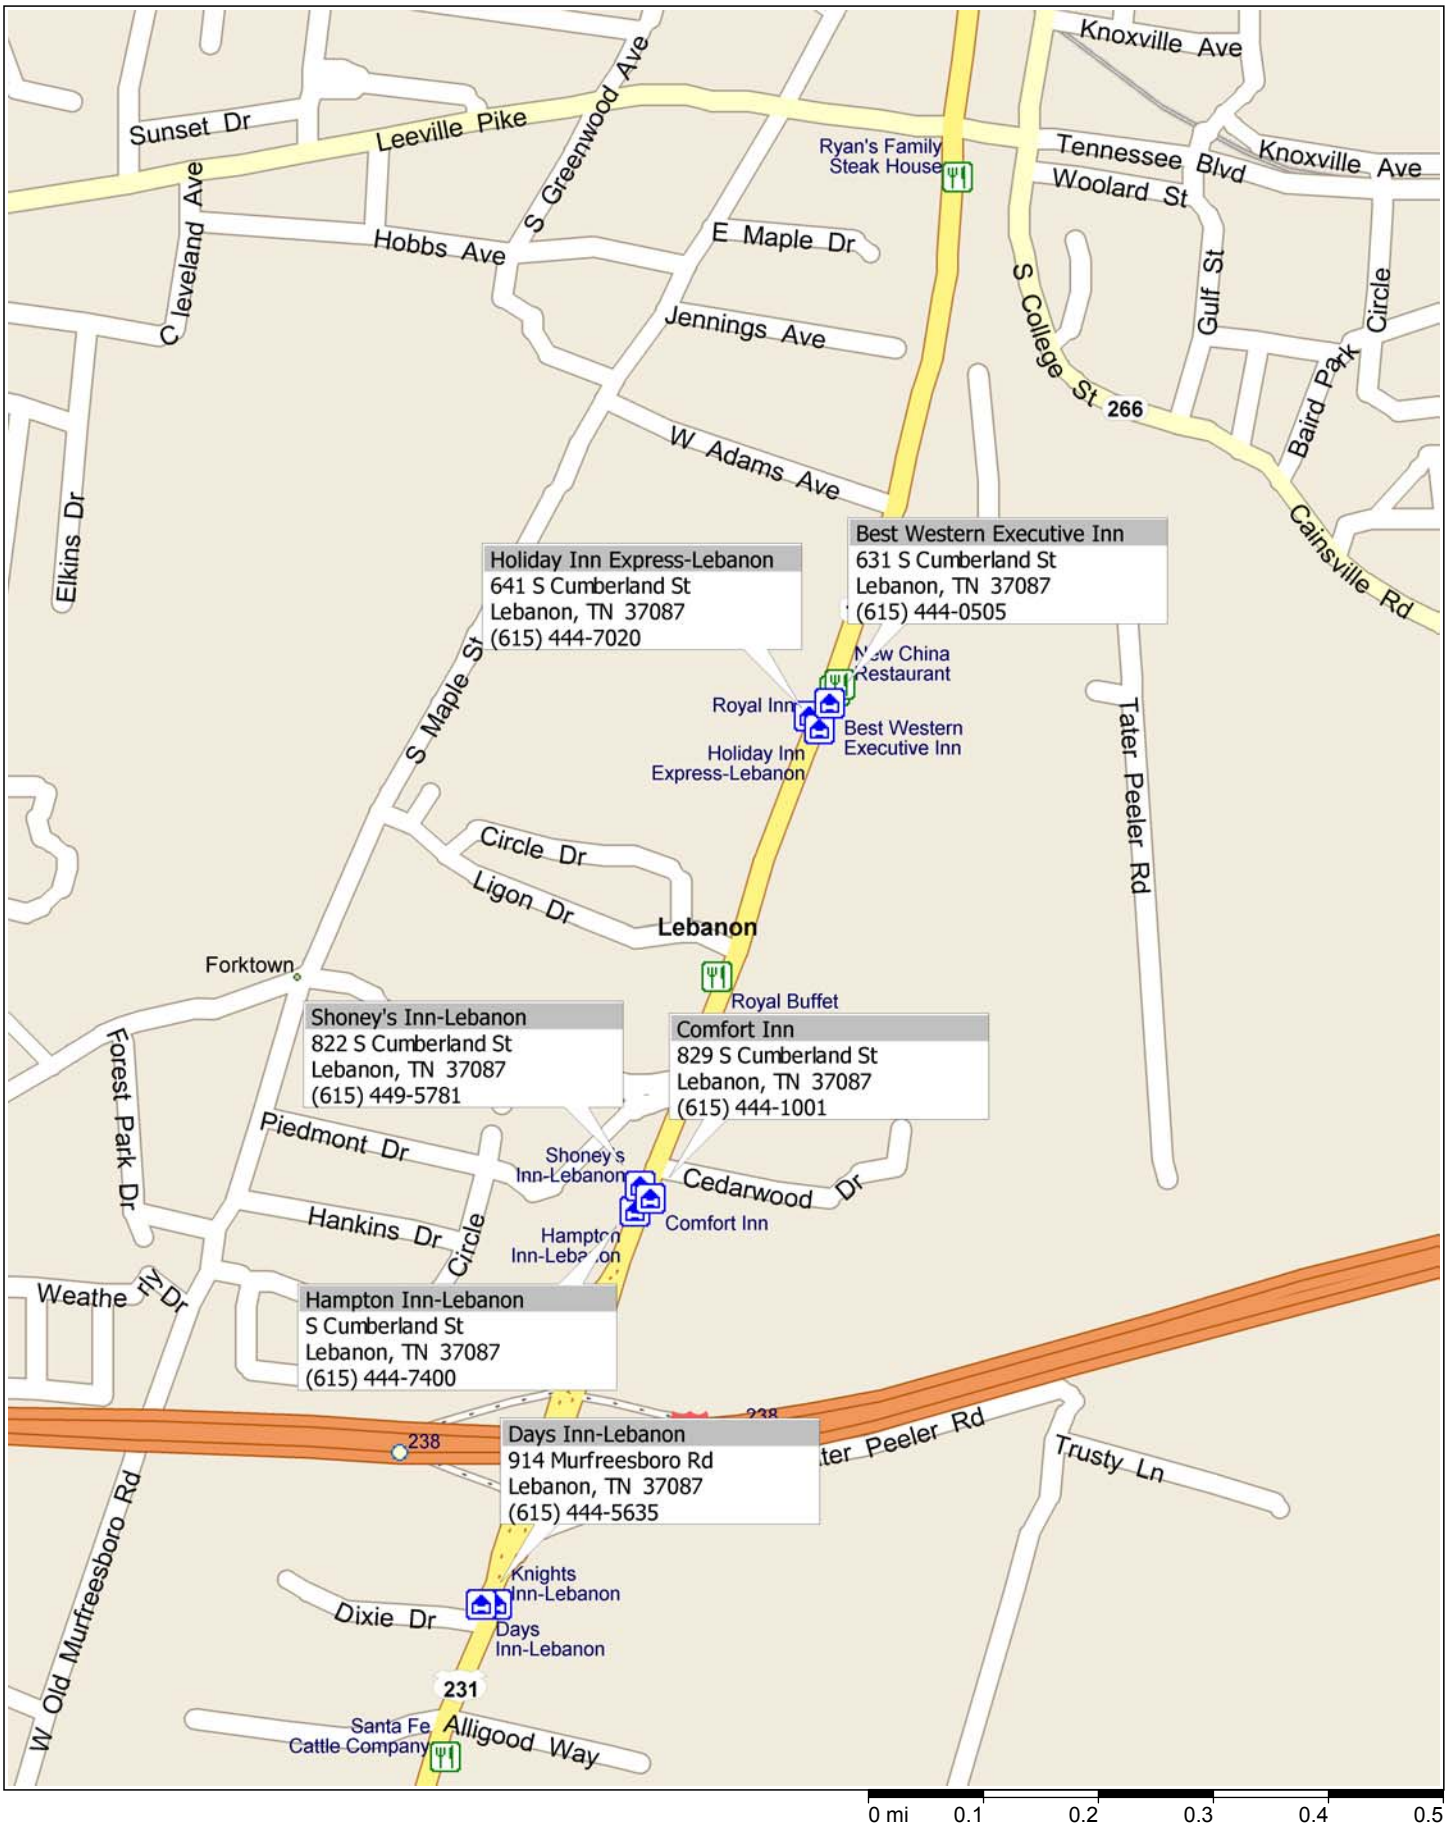 Knoxville Ave
Sunset Dr
Leeville Pike
S Greenwood Ave
Ryan's Family
Steak House
Tennessee Blvd
Knoxville Ave
Woolard St
C leveland Ave
Hobbs Ave
E Maple Dr
S College St
Gulf St
Circle
Jennings Ave
Baird Park
266
W Adams Ave
Elkins Dr
Cainsville Rd
Best Western Executive Inn
631 S Cumberland St
Lebanon, TN 37087
(615) 444-0505
Holiday Inn Express-Lebanon
641 S Cumberland St
Lebanon, TN 37087
(615) 444-7020
S Maple St
New China
Restaurant
Royal Inn
Best Western
Executive Inn
Holiday Inn
Express-Lebanon
Tater Peeler Rd
Circle Dr
Ligon Dr
Lebanon
Forktown
Royal Buffet
Shoney's Inn-Lebanon
822 S Cumberland St
Lebanon, TN 37087
(615) 449-5781
Comfort Inn
829 S Cumberland St
Lebanon, TN 37087
(615) 444-1001
Forest Park Dr
Piedmont Dr
Shoney's
Inn-Lebanon
Cedarwood Dr
Hankins Dr
Circle
Comfort Inn
Hampton
Inn-Lebanon
Weathe rly Dr
Hampton Inn-Lebanon
S Cumberland St
Lebanon, TN 37087
(615) 444-7400
238
238
Days Inn-Lebanon
914 Murfreesboro Rd
Lebanon, TN 37087
(615) 444-5635
ter Peeler Rd
Trusty Ln
W Old Murfreesboro Rd
Knights
Inn-Lebanon
Dixie Dr
Days
Inn-Lebanon
231
Santa Fe
Cattle Company
Alligood Way
0 mi 0.1 0.2 0.3 0.4 0.5